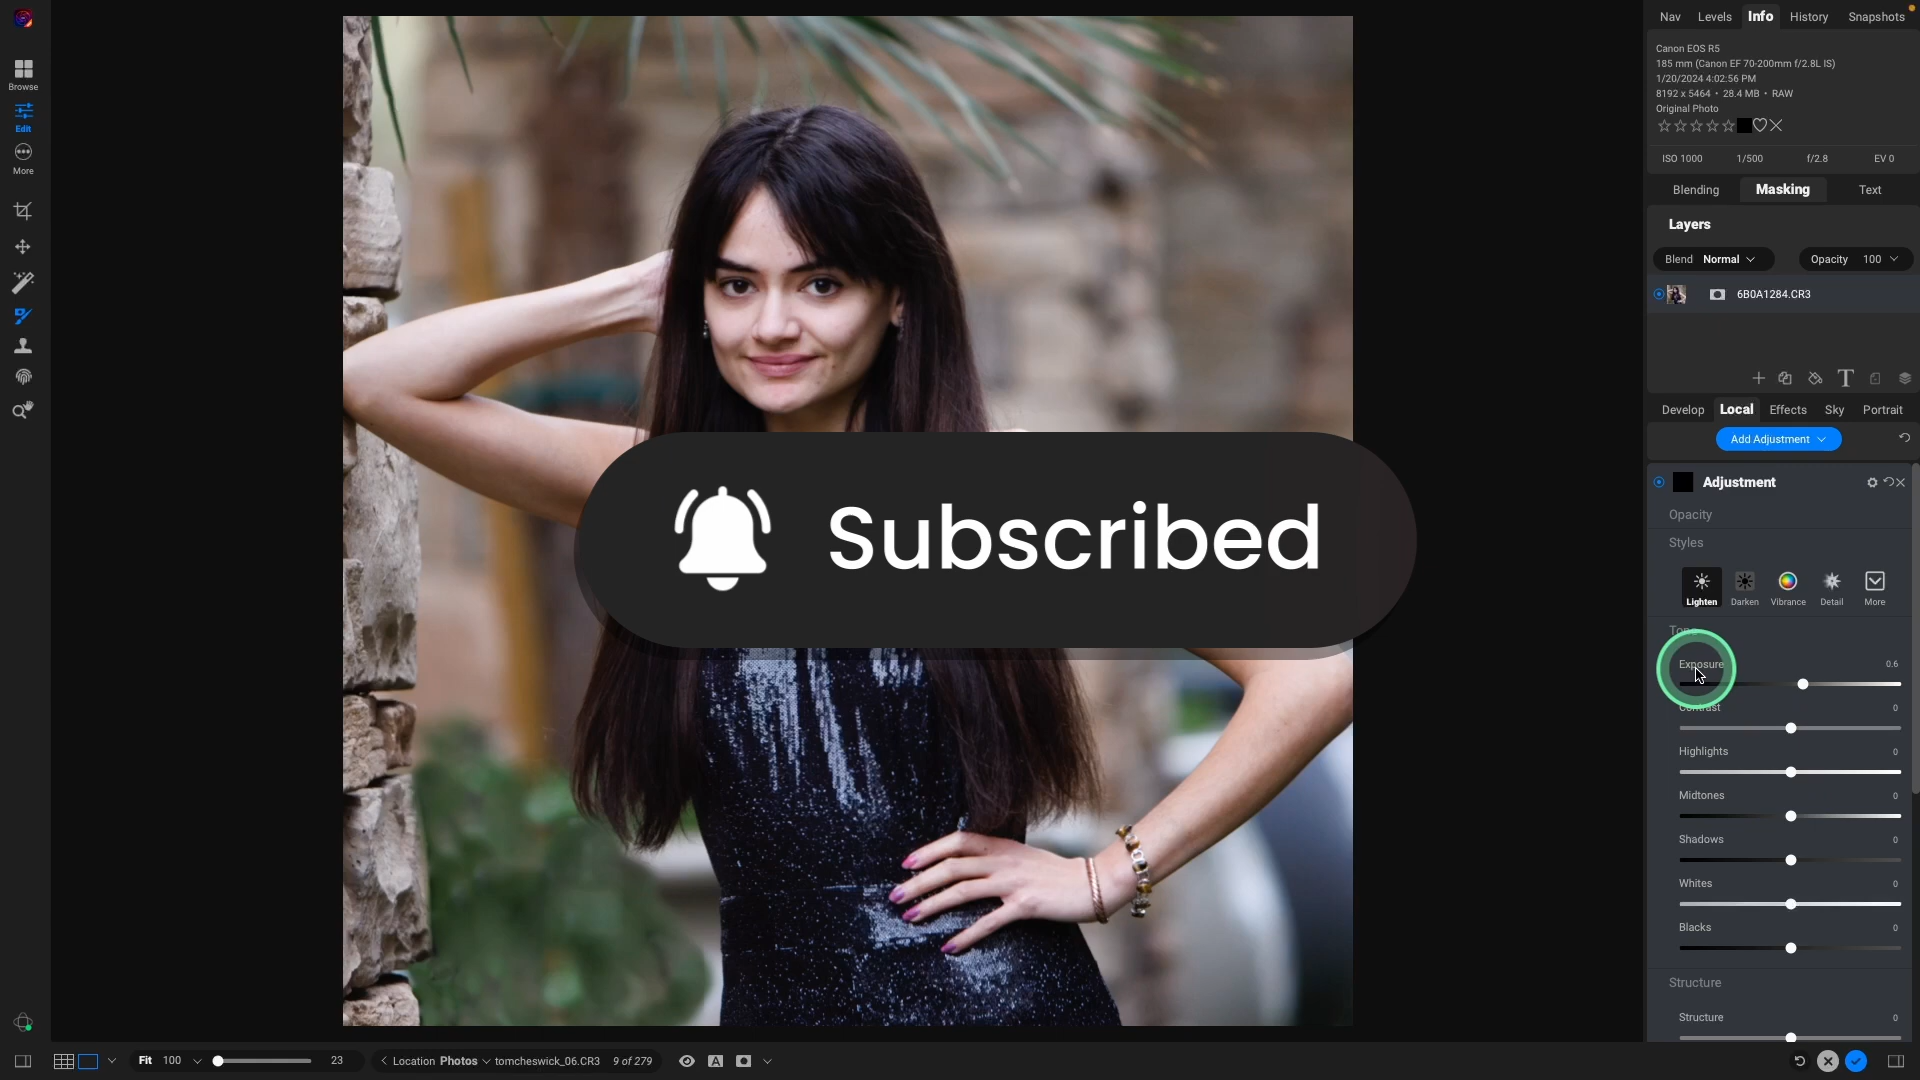 Nav Levels Info History Snapshots
Canon EOS R5
185 mm (Canon EF 70-200mm f/2.8L IS)
1/20/2024 4:02:56 PM
8192 x 5464 • 28.4 MB • RAW
Original Photo
ISO 1000 1/500 f/2.8 EV 0
Browse
Edit
More
Blending Masking Text
Layers
Blend Normal Opacity 100
6B0A1284.CR3
T
Develop Local Effects Sky Portrait
Add Adjustment
Adjustment
Opacity
Styles
Lighten Darken Vibrance Detail More
Tone
Exposure 0.6
Contrast 0
Highlights 0
Midtones 0
Shadows 0
Whites 0
Blacks 0
Structure
Structure 0
Subscribed
Fit 100 23 Location Photos tomcheswick_06.CR3 9 of 279 A